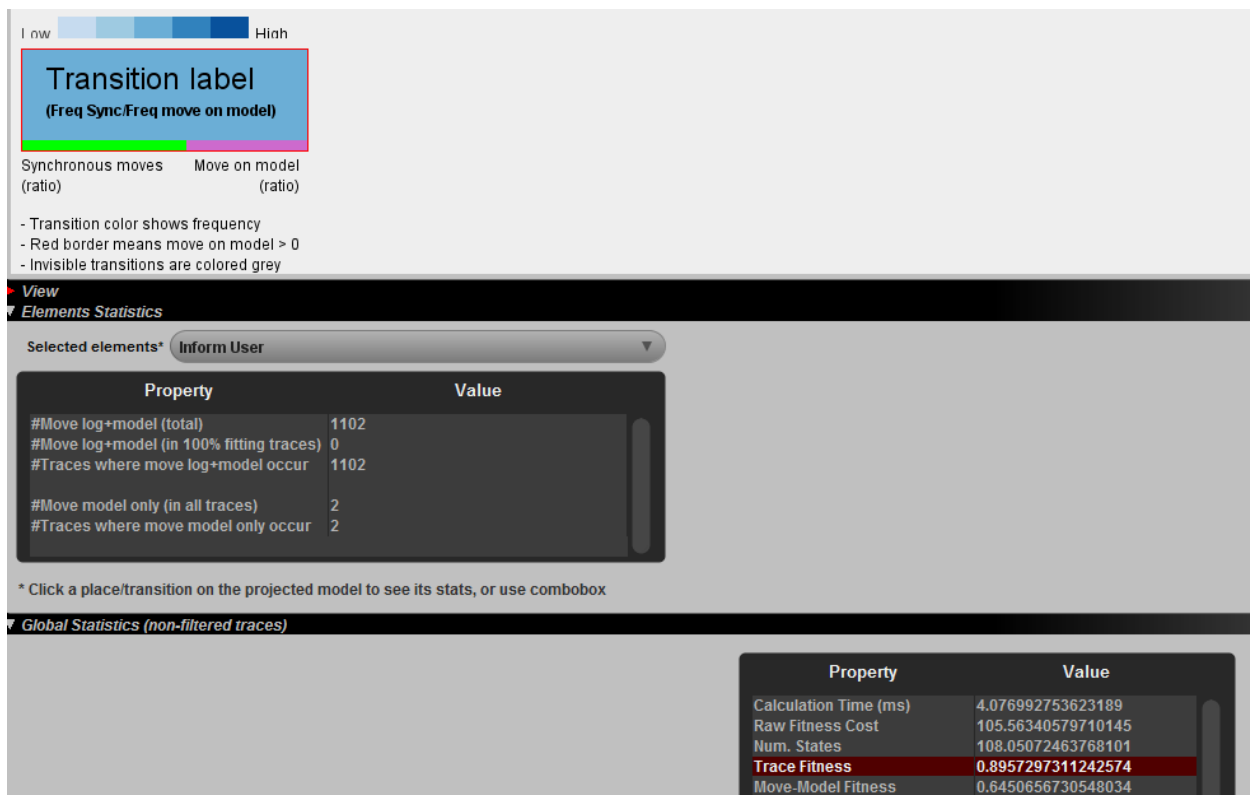 Low High
Transition label
(Freq Sync/Freq move on model)
Synchronous moves Move on model
(ratio) (ratio)
- Transition color shows frequency
- Red border means move on model > 0
- Invisible transitions are colored grey
View
Elements Statistics
Selected elements* Inform User
Property Value
#Move log+model (total) 1102
#Move log+model (in 100% fitting traces) 0
#Traces where move log+model occur 1102
#Move model only (in all traces) 2
#Traces where move model only occur 2
* Click a place/transition on the projected model to see its stats, or use combobox
Global Statistics (non-filtered traces)
Property Value
Calculation Time (ms) 4.076992753623189
Raw Fitness Cost 105.56340579710145
Num. States 108.05072463768101
Trace Fitness 0.8957297311242574
Move-Model Fitness 0.6450656730548034